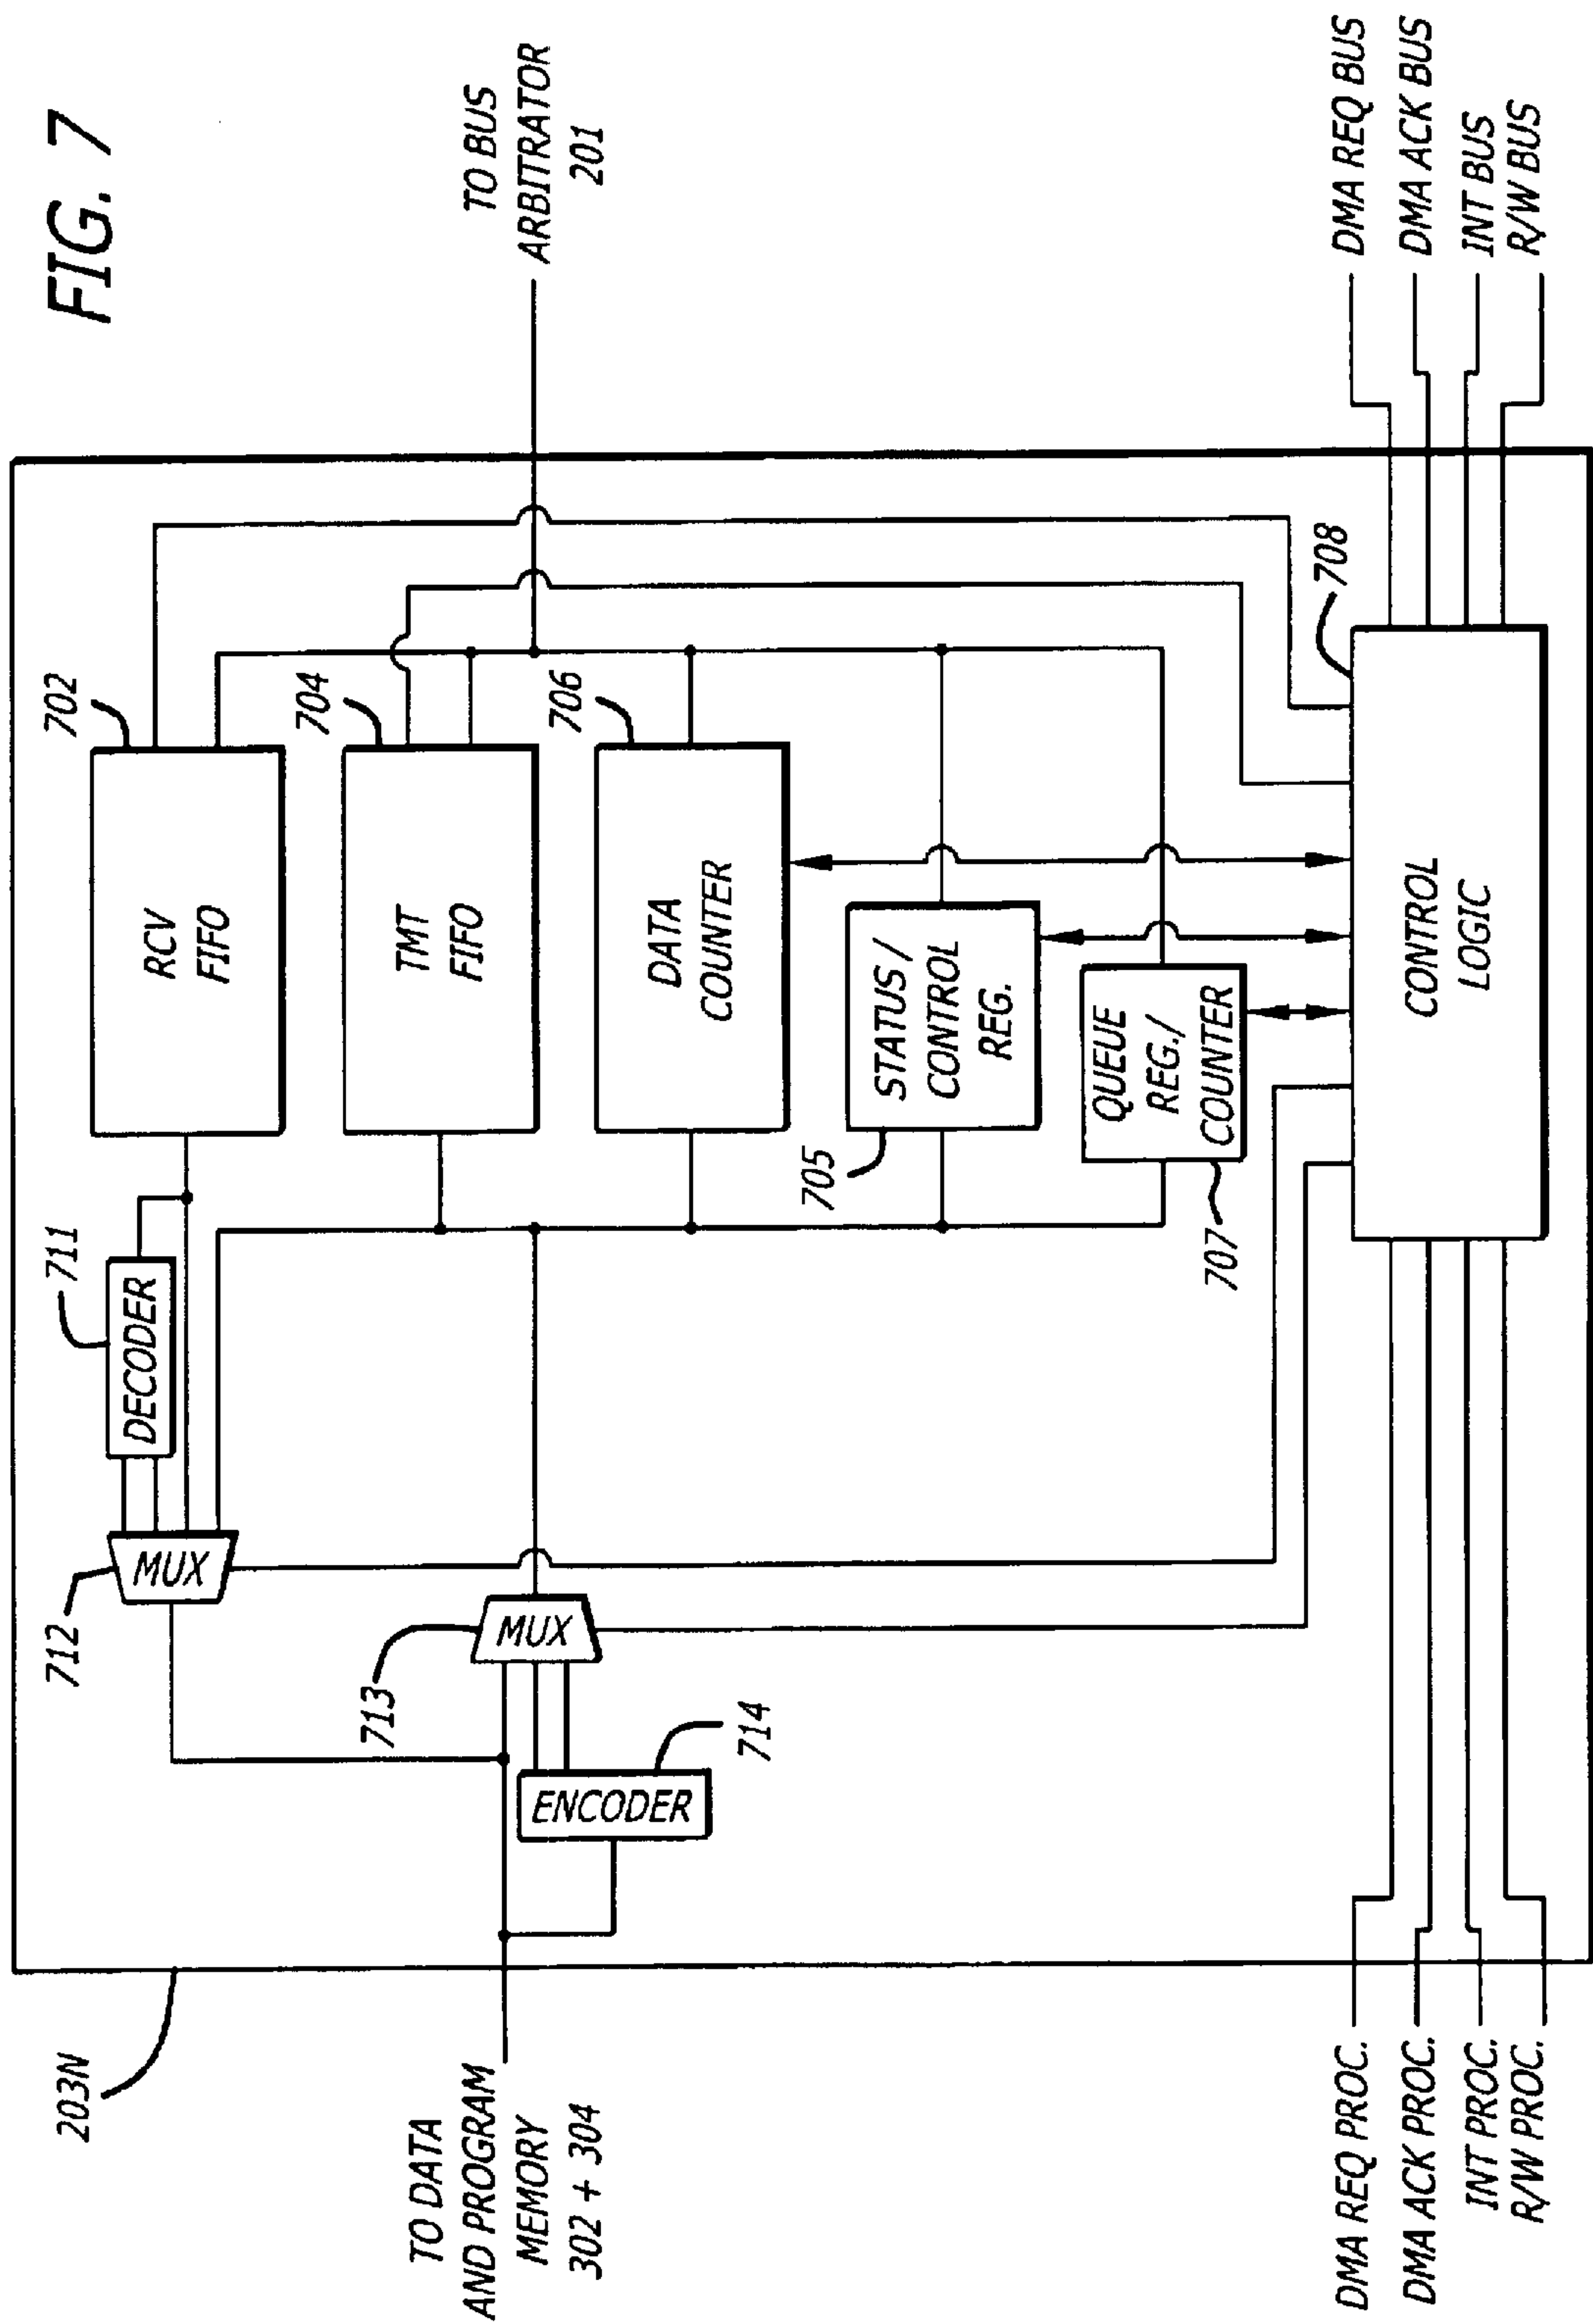 FIG. 7
203N
712
711
702
MUX
DECODER
RCV
FIFO
704
TMT
FIFO
TO DATA
AND PROGRAM
MEMORY
302 + 304
713
MUX
ENCODER
714
TO BUS
ARBITRATOR
201
706
DATA
COUNTER
705
STATUS /
CONTROL
REG.
707
QUEUE
REG./
COUNTER
708
CONTROL
LOGIC
DMA REQ PROC.
DMA ACK PROC.
INT PROC.
R/W PROC.
DMA REQ BUS
DMA ACK BUS
INT BUS
R/W BUS